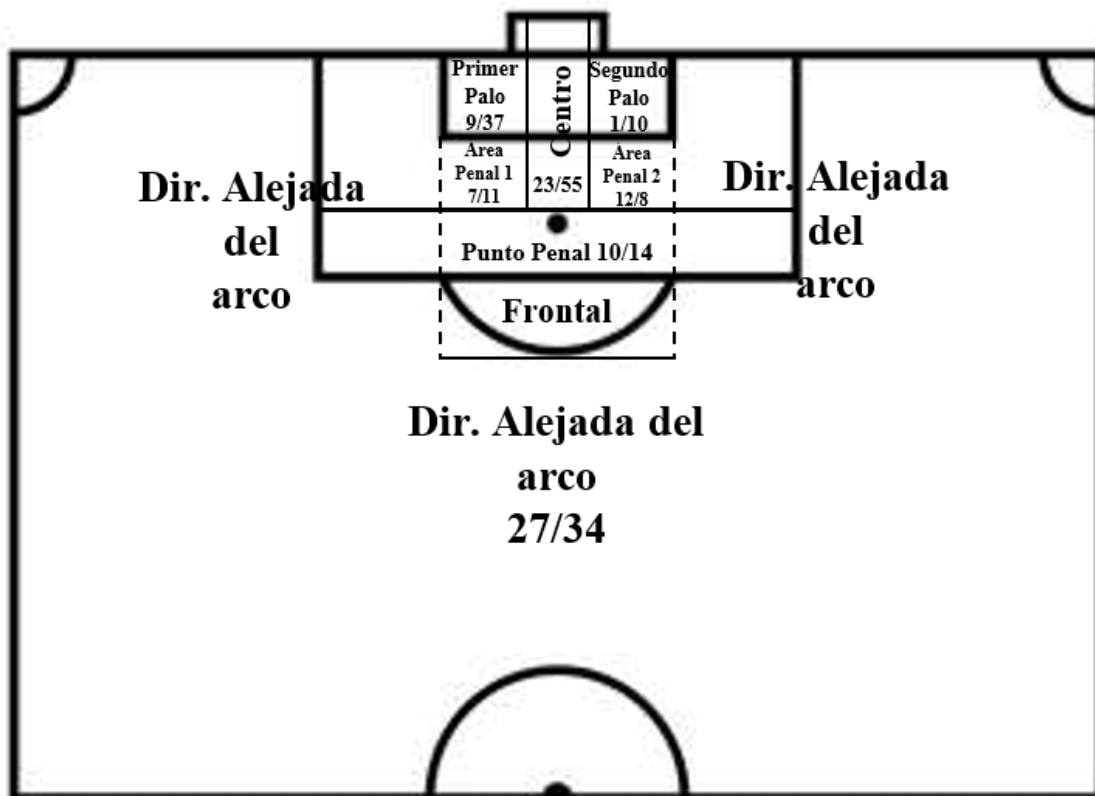 Primer
Palo
9/37
Centro
23/55
Segundo
Palo
1/10
Área
Penal 1
7/11
Área
Penal 2
12/8
Dir. Alejada
del
arco
Dir. Alejada
del
arco
Punto Penal 10/14
Frontal
Dir. Alejada del
arco
27/34